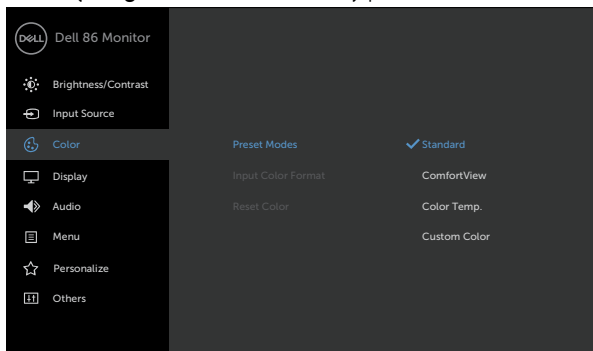 DELL Dell 86 Monitor
Brightness/Contrast
Input Source
Color Preset Modes Standard
Input Color Format ComfortView
Reset Color Color Temp.
Custom Color
Display
Audio
Menu
Personalize
Others